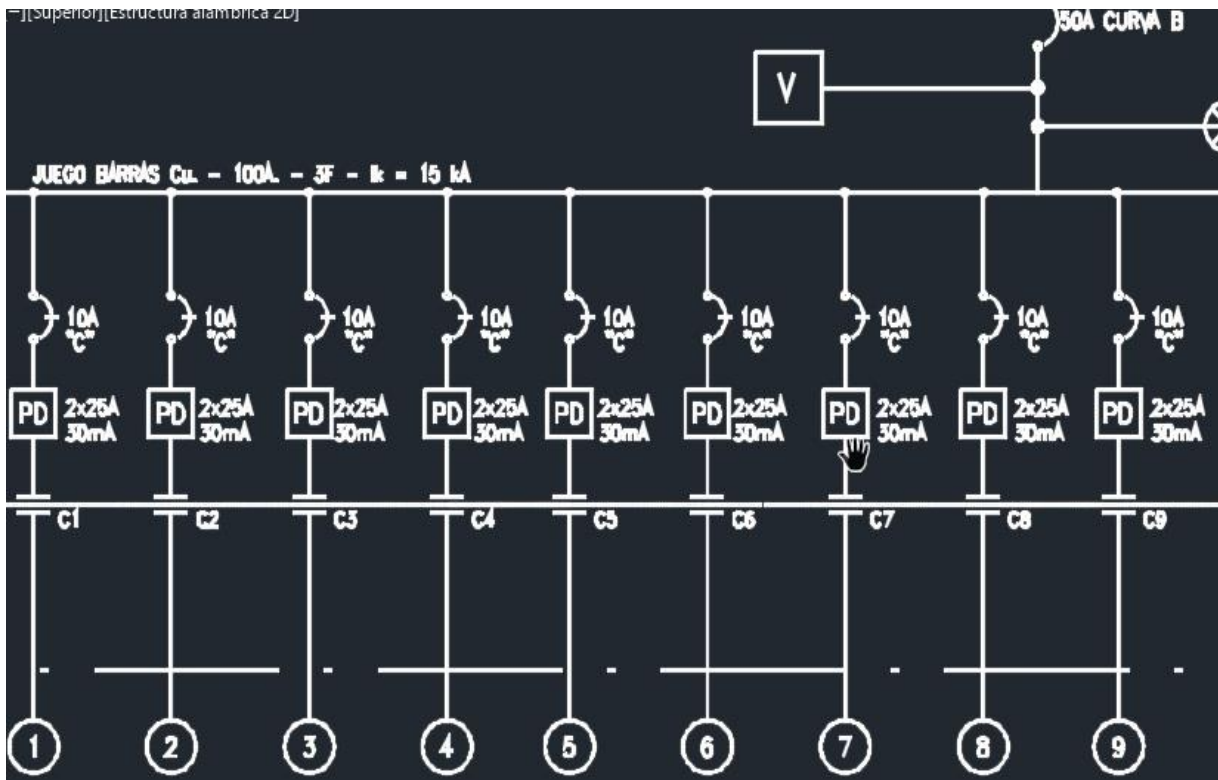 −][Superior][Estructura alambrica 2D]
50A CURVA B
V
JUEGO BARRAS Cu. - 100A. - 3F - Ik = 15 kA
10A
"C"
10A
"C"
10A
"C"
10A
"C"
10A
"C"
10A
"C"
10A
"C"
10A
"C"
10A
"C"
PD 2x25A
30mA
PD 2x25A
30mA
PD 2x25A
30mA
PD 2x25A
30mA
PD 2x25A
30mA
PD 2x25A
30mA
PD 2x25A
30mA
PD 2x25A
30mA
PD 2x25A
30mA
C1 C2 C3 C4 C5 C6 C7 C8 C9
1 2 3 4 5 6 7 8 9